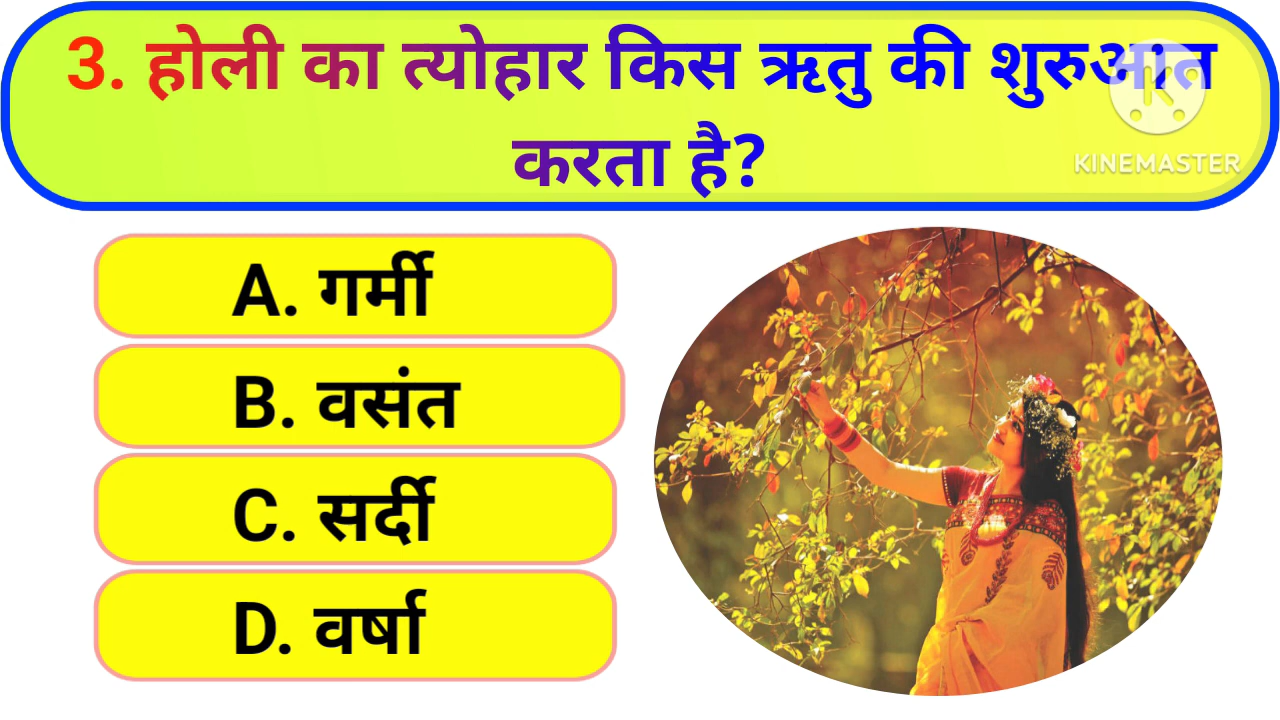 3. होली का त्योहार किस ऋतु की शुरुआत
करता है?
KINEMASTER
A. गर्मी
B. वसंत
C. सर्दी
D. वर्षा